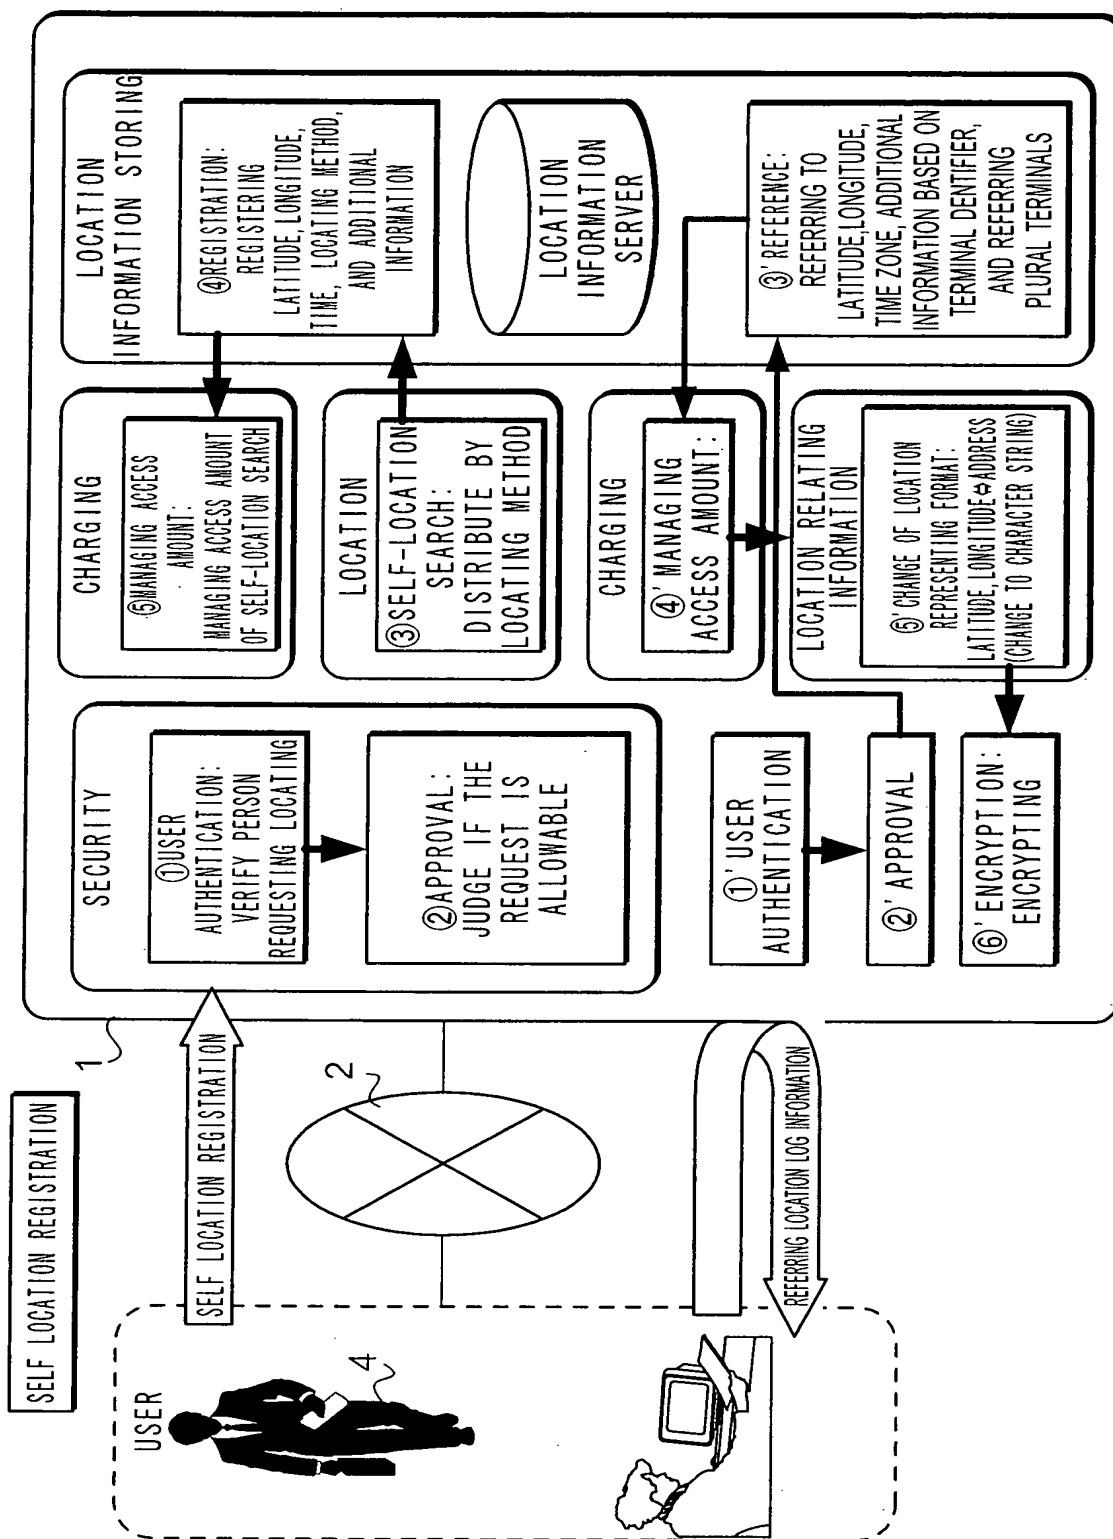 SELF LOCATION REGISTRATION
USER
4
SELF LOCATION REGISTRATION
2
REFERRING LOCATION LOG INFORMATION
1
SECURITY
①USER
AUTHENTICATION:
VERIFY PERSON
REQUESTING LOCATING
②APPROVAL:
JUDGE IF THE
REQUEST IS
ALLOWABLE
①'USER
AUTHENTICATION
②'APPROVAL
⑥'ENCRYPTION:
ENCRYPTING
CHARGING
⑤MANAGING ACCESS
AMOUNT:
MANAGING ACCESS AMOUNT
OF SELF-LOCATION SEARCH
LOCATION
③SELF-LOCATION
SEARCH:
DISTRIBUTE BY
LOCATING METHOD
CHARGING
④'MANAGING
ACCESS AMOUNT:
LOCATION RELATING
INFORMATION
⑤'CHANGE OF LOCATION
REPRESENTING FORMAT:
LATITUDE,LONGITUDE⇔ADDRESS
(CHANGE TO CHARACTER STRING)
LOCATION
INFORMATION STORING
④REGISTRATION:
REGISTERING
LATITUDE,LONGITUDE,
TIME, LOCATING METHOD,
AND ADDITIONAL
INFORMATION
LOCATION
INFORMATION
SERVER
③'REFERENCE:
REFERRING TO
LATITUDE,LONGITUDE,
TIME ZONE, ADDITIONAL
INFORMATION BASED ON
TERMINAL IDENTIFIER,
AND REFERRING
PLURAL TERMINALS